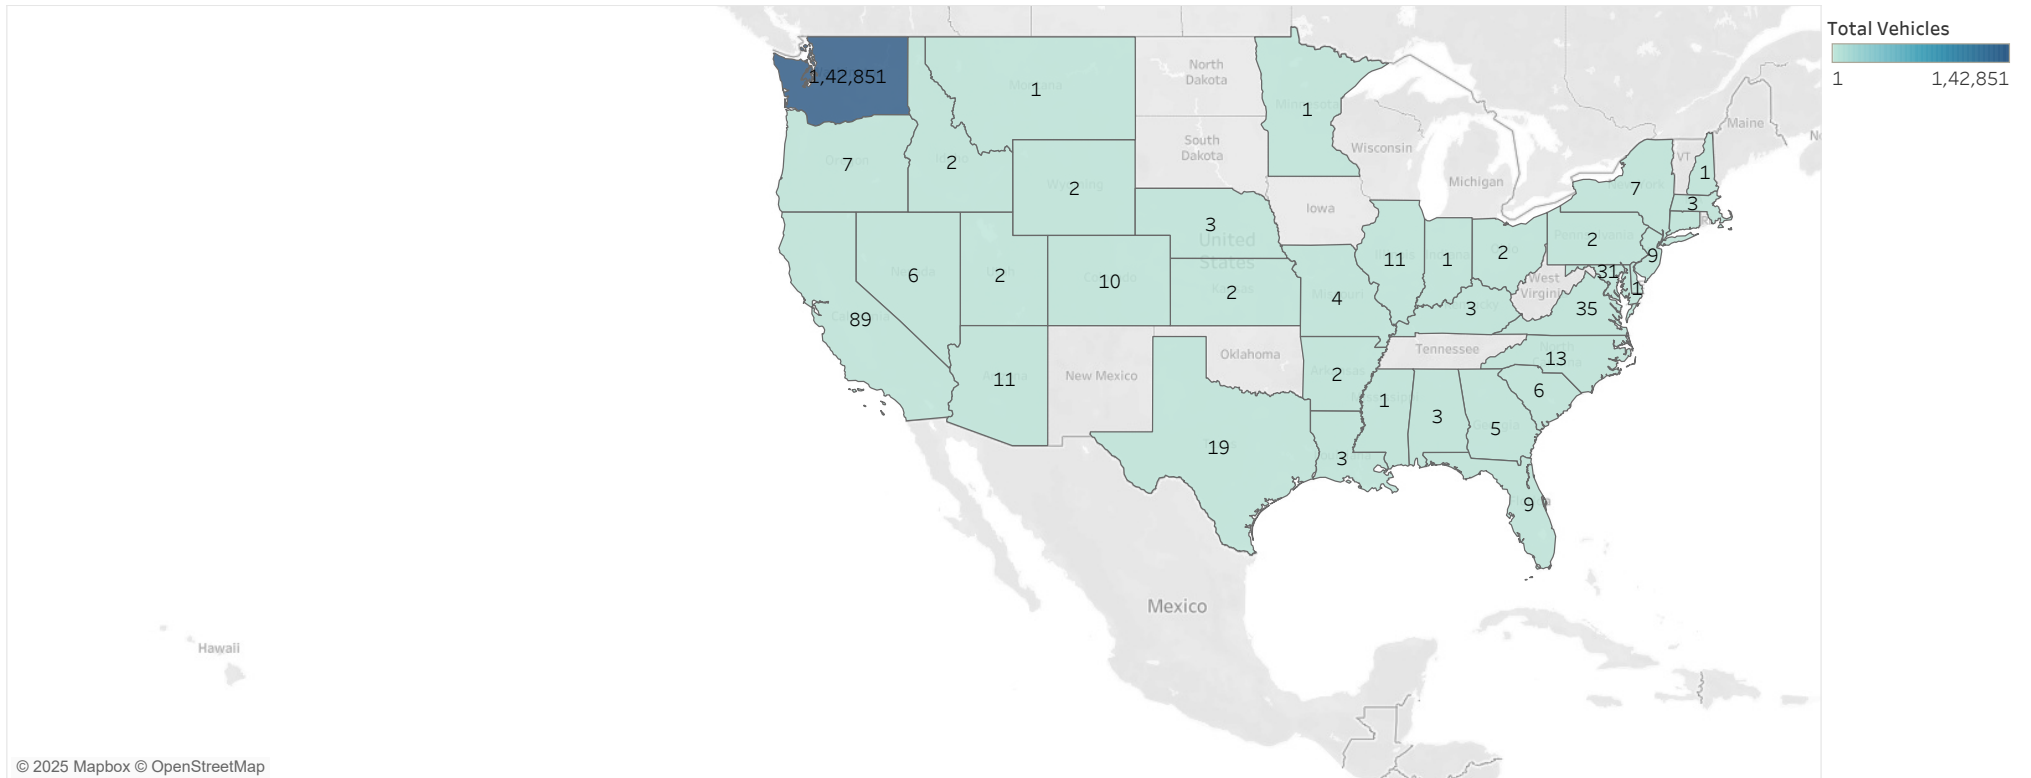 Total Vehicles
1
1,42,851
1,42,851
1
North
Dakota
1
Maine
South
Dakota
Wisconsin
VT
7
2
2
Michigan
7
1
Iowa
3
3
United
States
2
9
6
2
10
2
11
1
2
31
West
Virginia
1
4
3
35
89
Oklahoma
Tennessee
North
13
11
New Mexico
2
1
3
6
5
19
3
9
Mexico
Hawaii
© 2025 Mapbox © OpenStreetMap